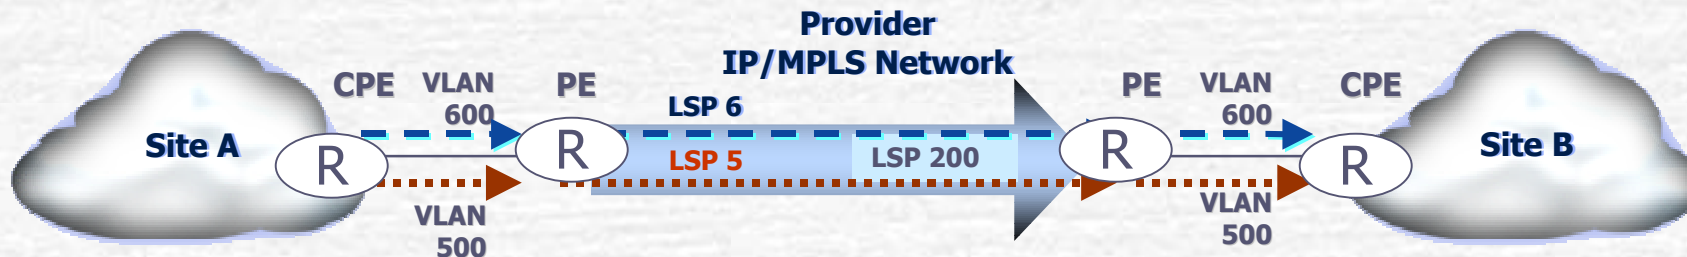 Provider
IP/MPLS Network
CPE
VLAN
600
PE
LSP 6
PE
VLAN
600
CPE
Site A
R
R
LSP 5
LSP 200
R
R
Site B
VLAN
500
VLAN
500